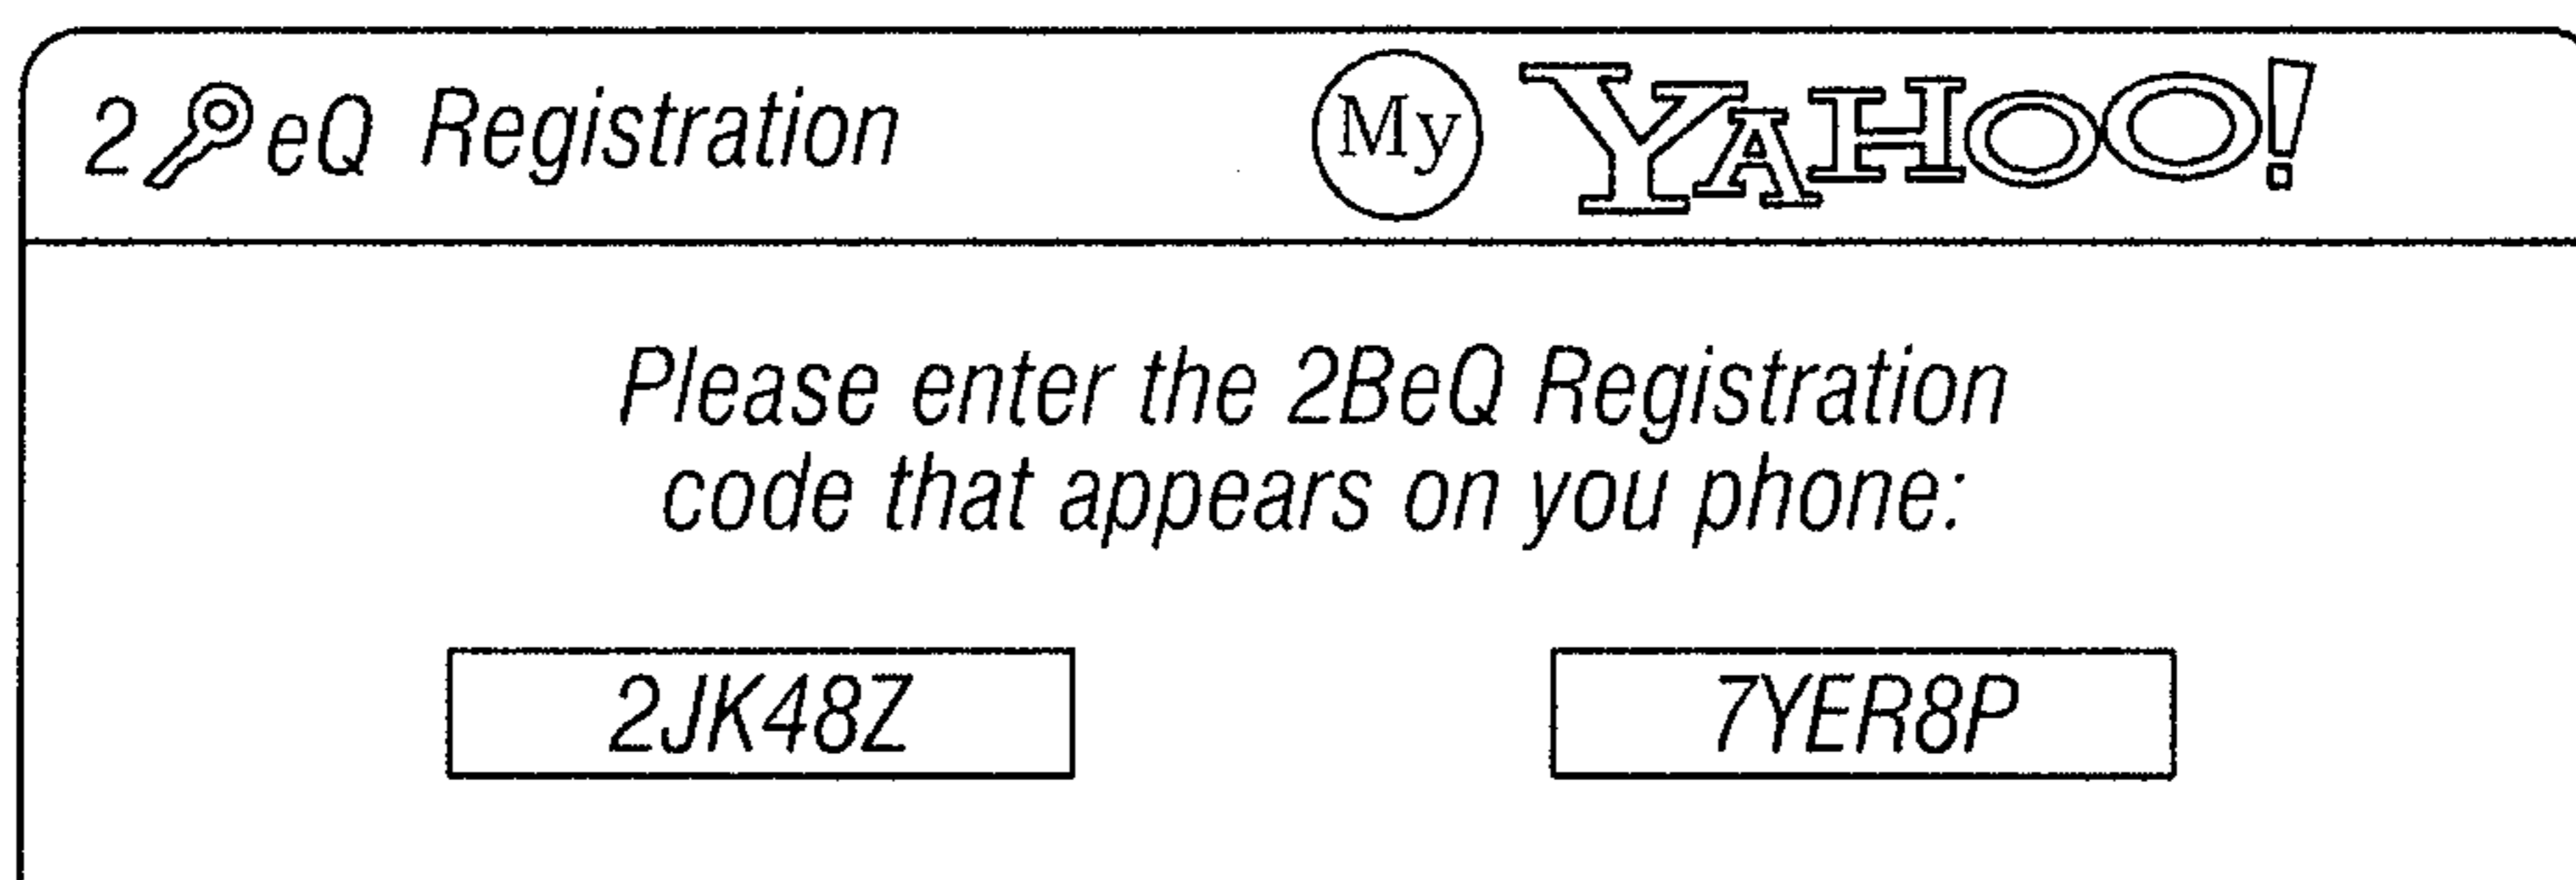 2 eQ Registration My YAHOO!
Please enter the 2BeQ Registration
code that appears on you phone:
2JK48Z 7YER8P